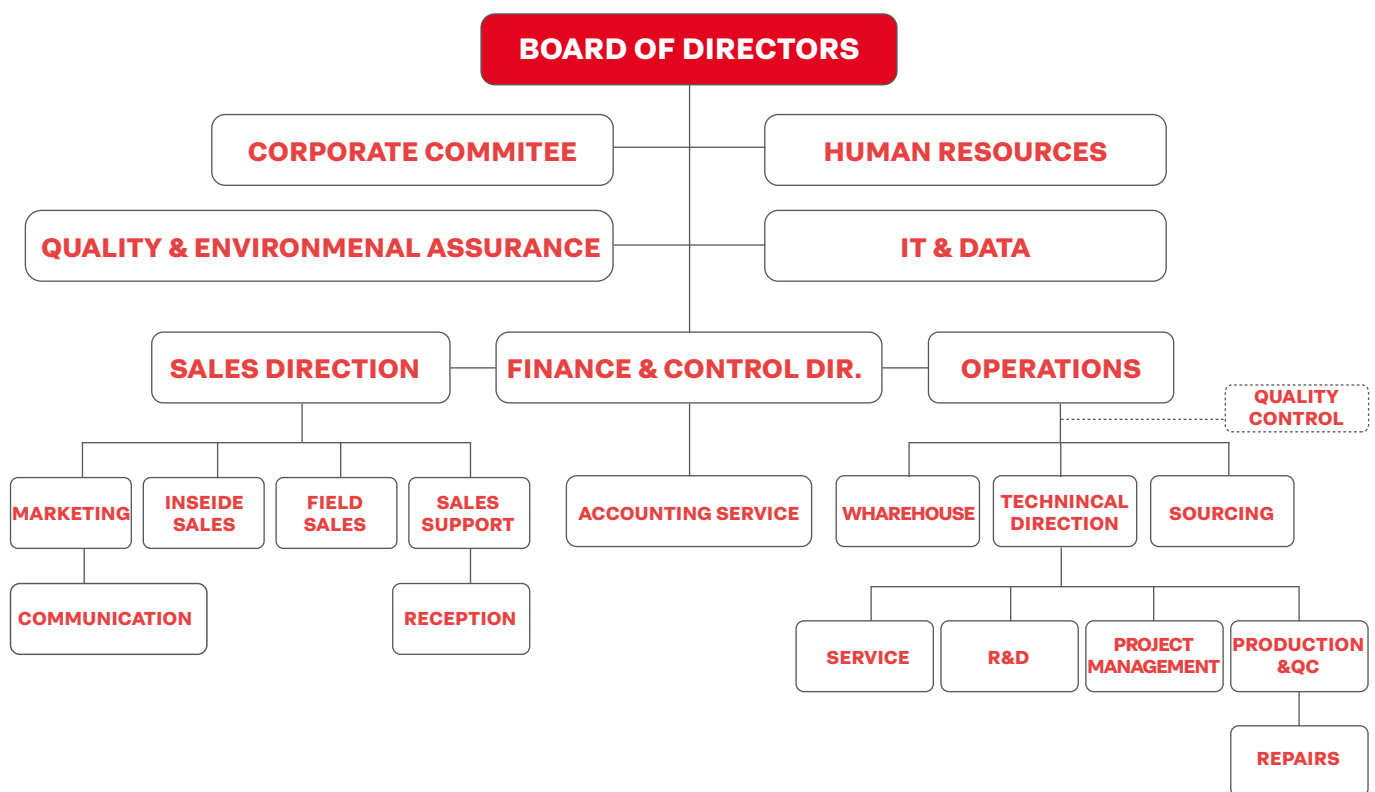 BOARD OF DIRECTORS
CORPORATE COMMITEE
HUMAN RESOURCES
QUALITY & ENVIRONMENAL ASSURANCE
IT & DATA
SALES DIRECTION
FINANCE & CONTROL DIR.
OPERATIONS
QUALITY
CONTROL
MARKETING
INSEIDE
SALES
FIELD
SALES
SALES
SUPPORT
ACCOUNTING SERVICE
WHAREHOUSE
TECHNINCAL
DIRECTION
SOURCING
COMMUNICATION
RECEPTION
SERVICE
R&D
PROJECT
MANAGEMENT
PRODUCTION
&QC
REPAIRS